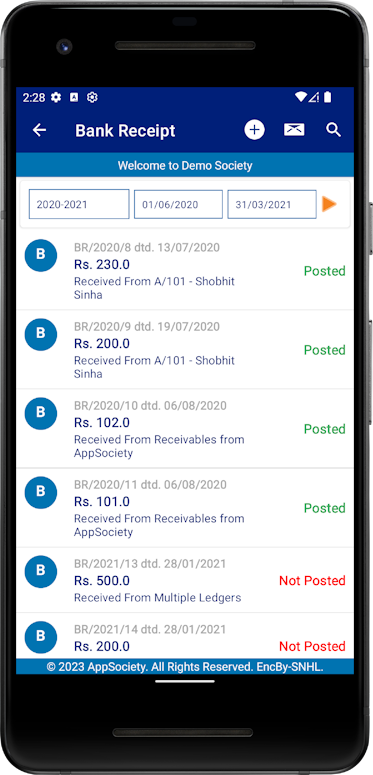 2:28
Bank Receipt
Welcome to Demo Society
2020-2021 01/06/2020 31/03/2021
B
BR/2020/8 dtd. 13/07/2020
Rs. 230.0
Posted
Received From A/101 - Shobhit
Sinha
B
BR/2020/9 dtd. 19/07/2020
Rs. 200.0
Posted
Received From A/101 - Shobhit
Sinha
B
BR/2020/10 dtd. 06/08/2020
Rs. 102.0
Posted
Received From Receivables from
AppSociety
B
BR/2020/11 dtd. 06/08/2020
Rs. 101.0
Posted
Received From Receivables from
AppSociety
B
BR/2021/13 dtd. 28/01/2021
Rs. 500.0
Not Posted
Received From Multiple Ledgers
B
BR/2021/14 dtd. 28/01/2021
Rs. 200.0
Not Posted
© 2023 AppSociety. All Rights Reserved. EncBy-SNHL.